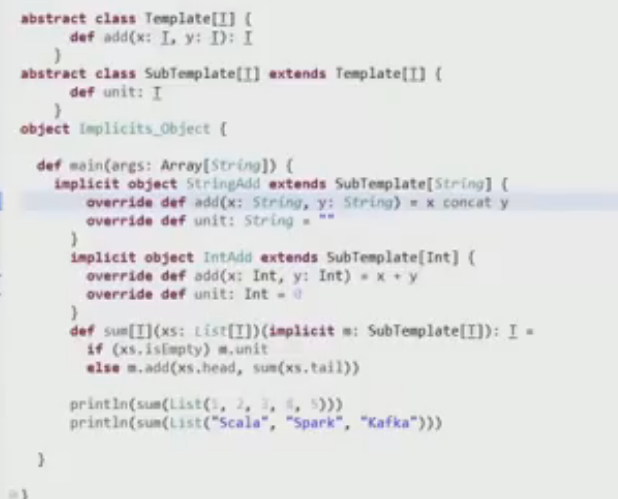 abstract class Template[T] {
def add(x: T, y: T): T
}
abstract class SubTemplate[T] extends Template[T] {
def unit: T
}
object Implicits_Object {
def main(args: Array[String]) {
implicit object StringAdd extends SubTemplate[String] {
override def add(x: String, y: String) = x concat y
override def unit: String = ""
}
implicit object IntAdd extends SubTemplate[Int] {
override def add(x: Int, y: Int) = x + y
override def unit: Int = 0
}
def sum[T](xs: List[T])(implicit m: SubTemplate[T]): T =
if (xs.isEmpty) m.unit
else m.add(xs.head, sum(xs.tail))
println(sum(List(1, 2, 3, 4, 5)))
println(sum(List("Scala", "Spark", "Kafka")))
}
}